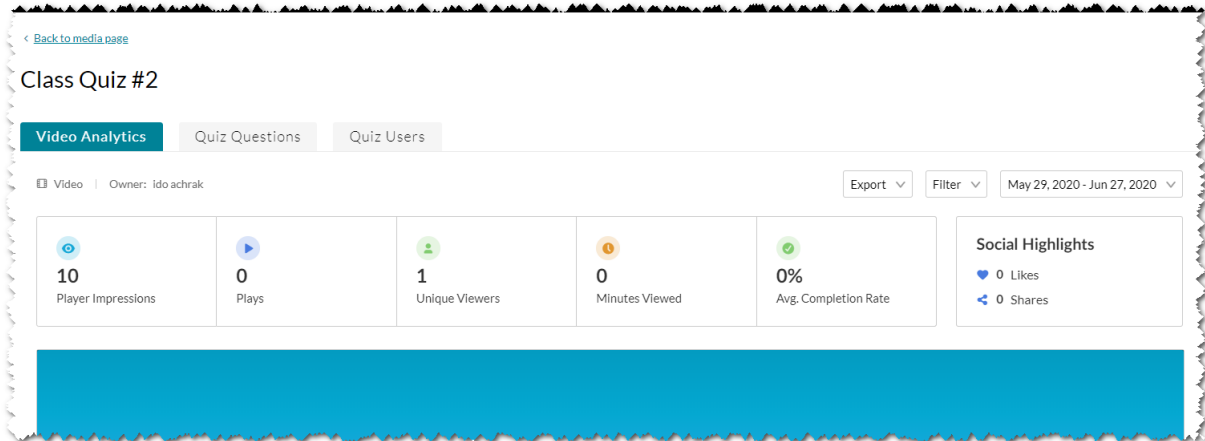 Back to media page
Class Quiz #2
Video Analytics Quiz Questions Quiz Users
Video | Owner: ido achrak Export Filter May 29, 2020 - Jun 27, 2020
10 0 1 0 0%
Player Impressions Plays Unique Viewers Minutes Viewed Avg. Completion Rate
Social Highlights
0 Likes
0 Shares